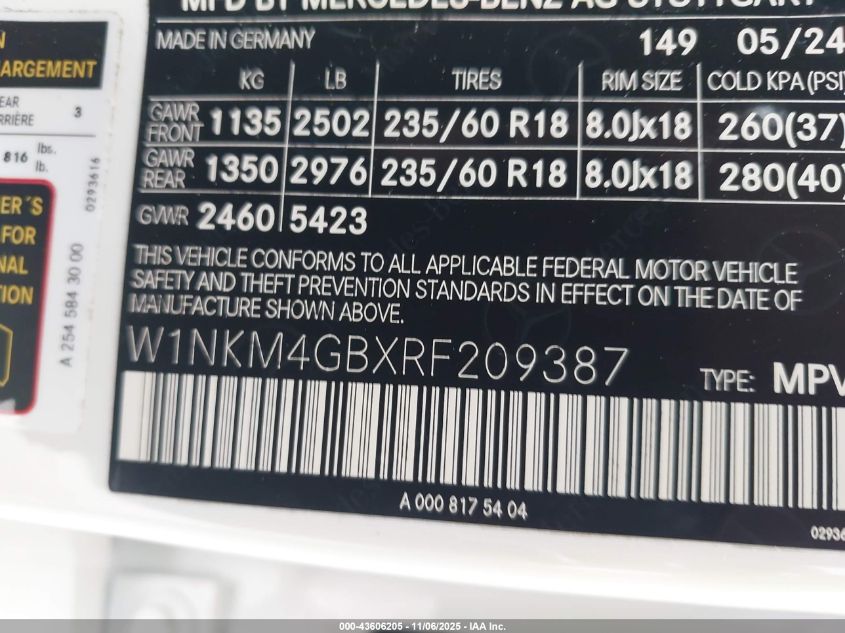 MFD BY MERCEDES-BENZ AG STUTTGART
MADE IN GERMANY 149 05/24
KG LB TIRES RIM SIZE COLD KPA (PSI)
GAWR FRONT 1135 2502 235/60 R18 8.0Jx18 260(37)
GAWR REAR 1350 2976 235/60 R18 8.0Jx18 280(40)
GVWR 2460 5423
THIS VEHICLE CONFORMS TO ALL APPLICABLE FEDERAL MOTOR VEHICLE
SAFETY AND THEFT PREVENTION STANDARDS IN EFFECT ON THE DATE OF
MANUFACTURE SHOWN ABOVE.
W1NKM4GBXRF209387 TYPE: MPV
A 000 817 54 04
02936
ARGEMENT
3
816 lbs.
lb.
0293616
ER´S
FOR
A 254 584 30 00
000-43606205 - 11/06/2025 - IAA Inc.